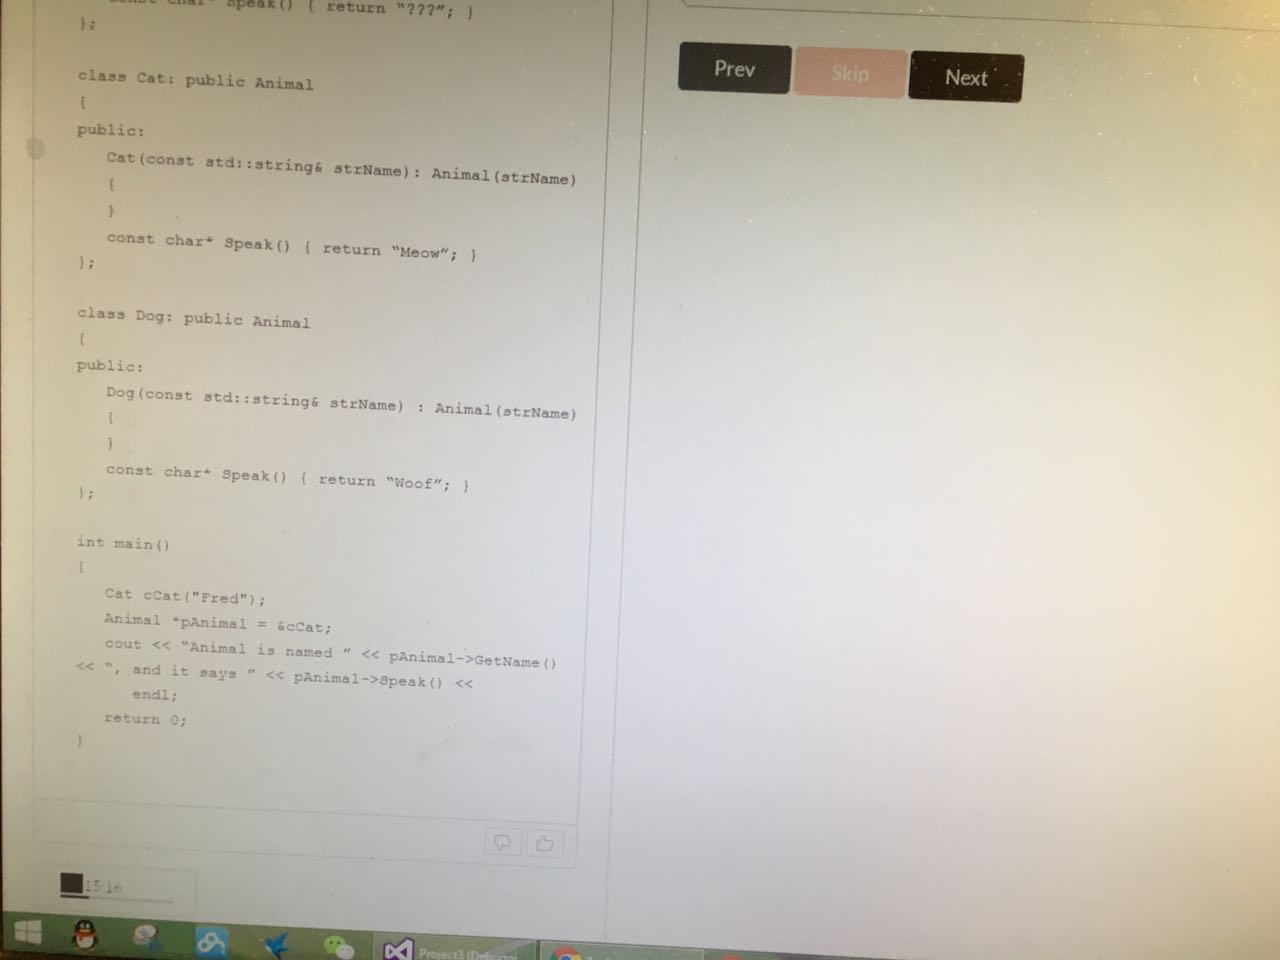 const char* Speak() { return “???”; }
};
class Cat: public Animal
{
public:
Cat(const std::string& strName): Animal(strName)
{
}
const char* Speak() { return “Meow”; }
};
class Dog: public Animal
{
public:
Dog(const std::string& strName) : Animal(strName)
{
}
const char* Speak() { return “Woof”; }
};
int main()
{
Cat cCat("Fred");
Animal *pAnimal = &cCat;
cout << “Animal is named ” << pAnimal->GetName()
<< “, and it says ” << pAnimal->Speak() <<
endl;
return 0;
}
Prev
Skip
Next
15:16
Project3 (Debuggi